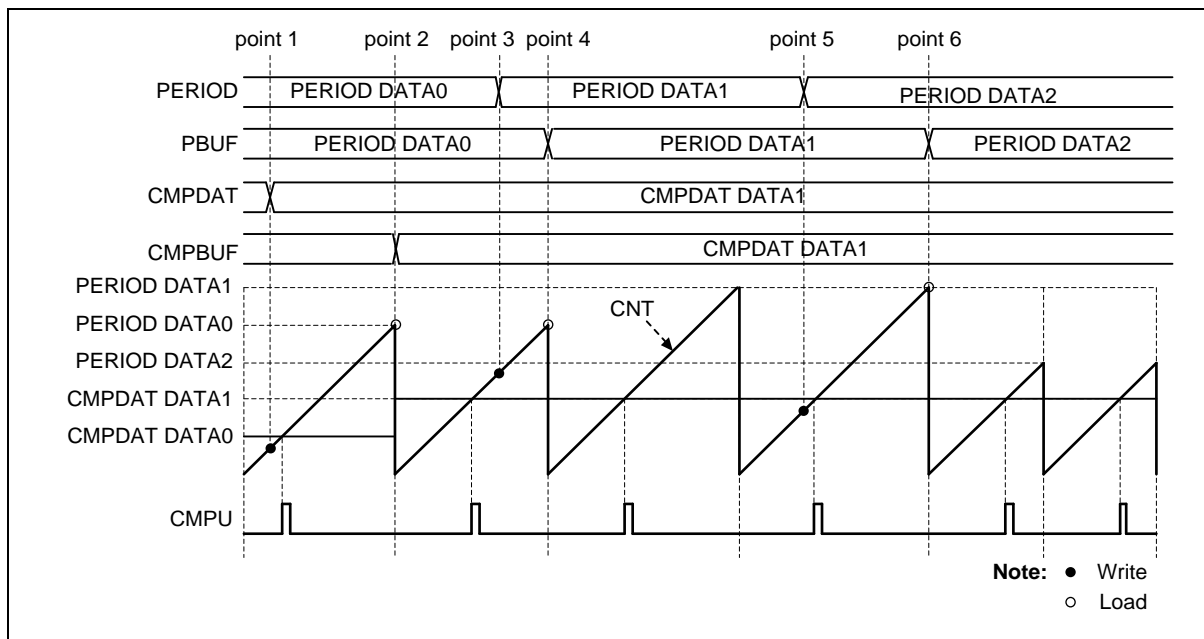 point 1 point 2 point 3 point 4 point 5 point 6
PERIOD PERIOD DATA0 PERIOD DATA1 PERIOD DATA2
PBUF PERIOD DATA0 PERIOD DATA1 PERIOD DATA2
CMPDAT CMPDAT DATA1
CMPBUF CMPDAT DATA1
PERIOD DATA1
CNT
PERIOD DATA0
PERIOD DATA2
CMPDAT DATA1
CMPDAT DATA0
CMPU
Note: Write
Load